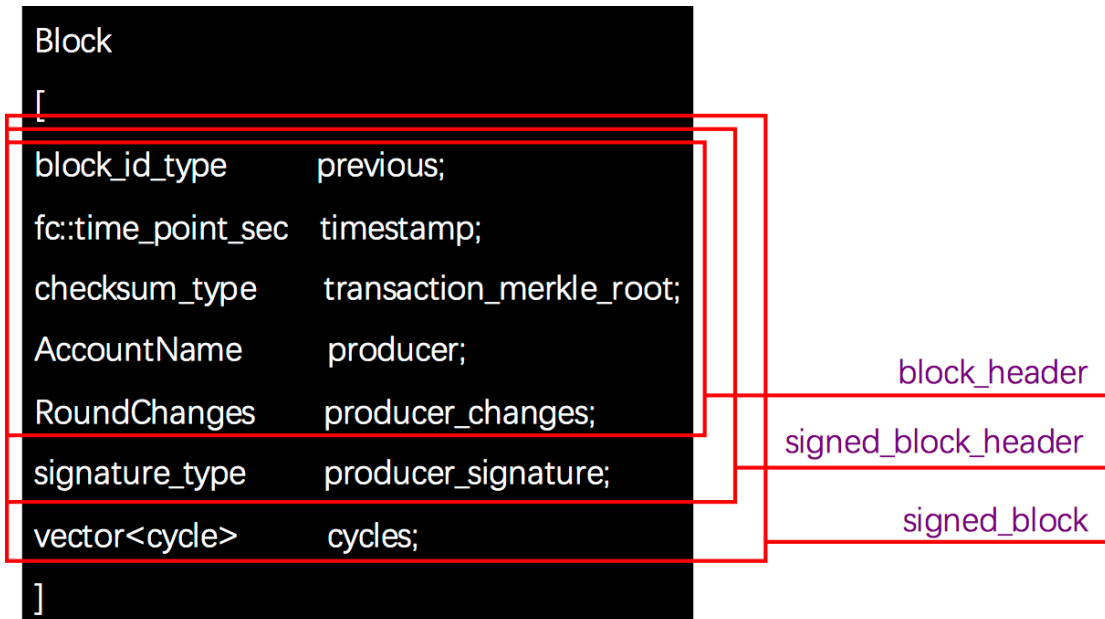 Block
[
block_id_type previous;
fc::time_point_sec timestamp;
checksum_type transaction_merkle_root;
AccountName producer;
RoundChanges producer_changes;
signature_type producer_signature;
vector<cycle> cycles;
]
block_header
signed_block_header
signed_block